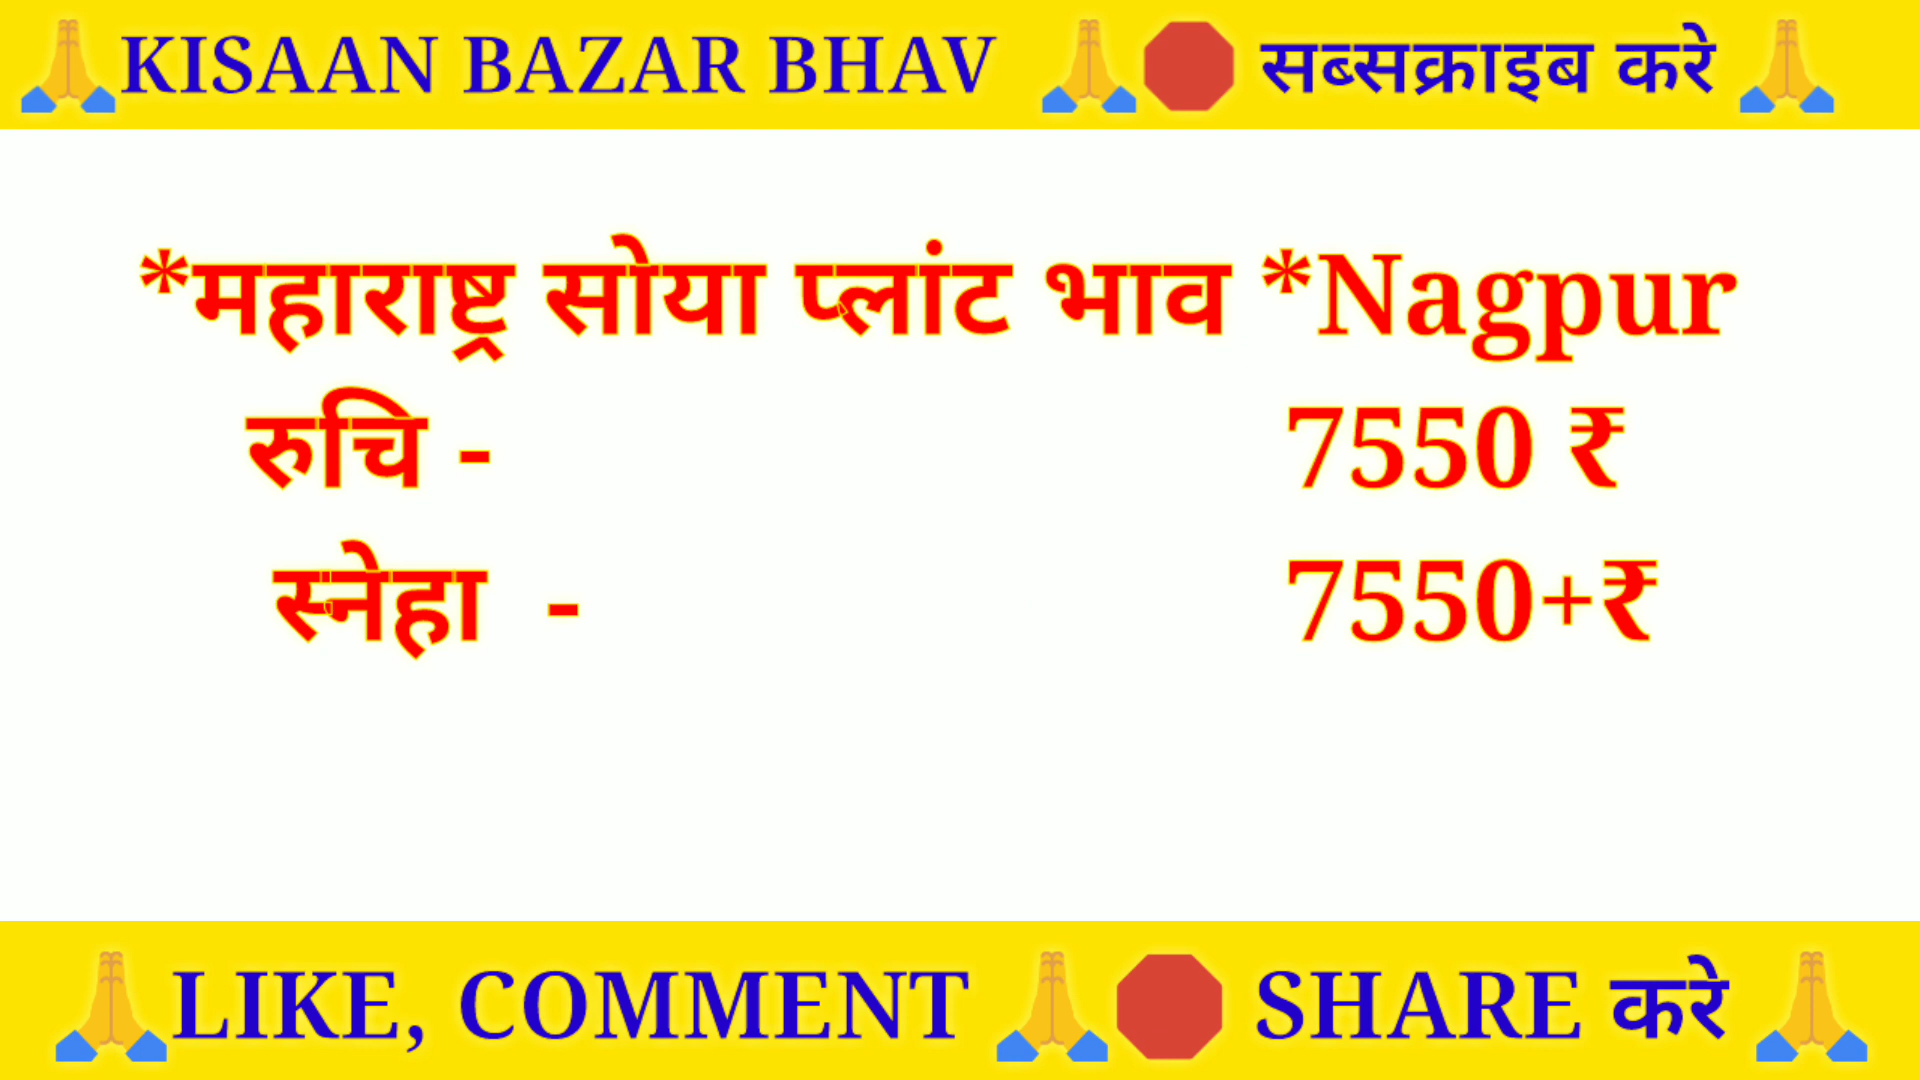 🙏KISAAN BAZAR BHAV 🙏🛑 सब्सक्राइब करे 🙏
*महाराष्ट्र सोया प्लांट भाव *Nagpur
रुचि - 7550 ₹
स्नेहा - 7550+₹
🙏LIKE, COMMENT 🙏🛑 SHARE करे 🙏